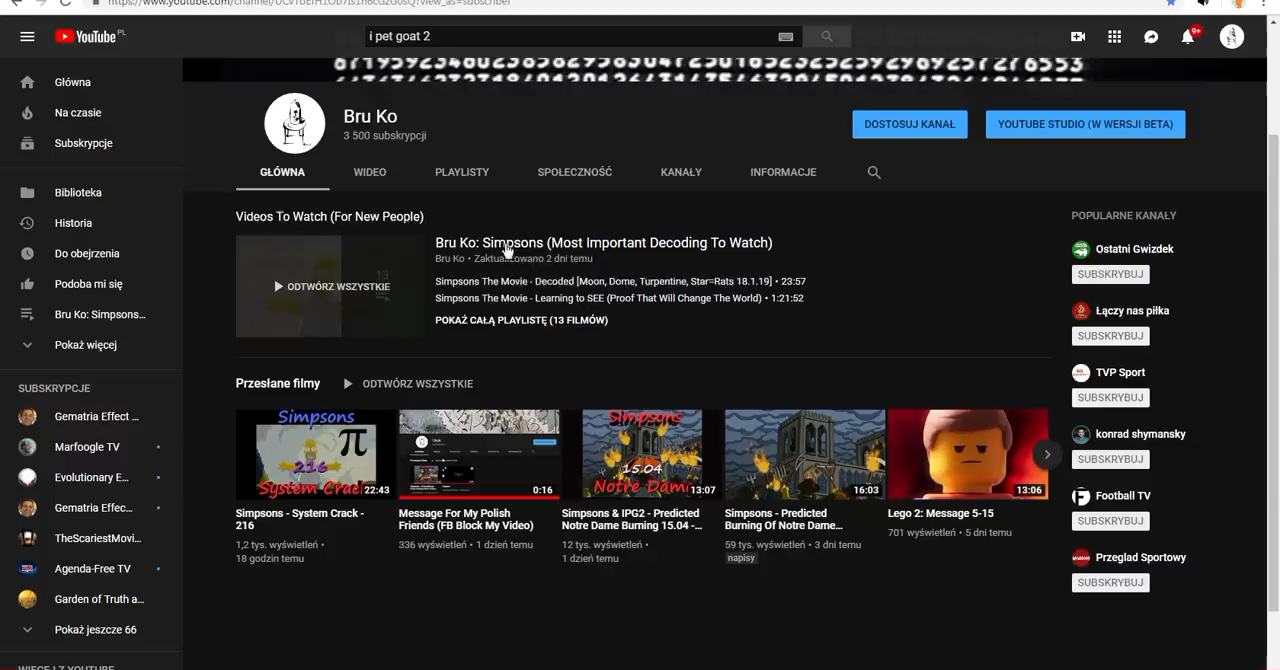 YouTube PL
i pet goat 2
9+
Główna
Na czasie
Subskrypcje
Biblioteka
Historia
Do obejrzenia
Podoba mi się
Bru Ko: Simpsons...
Pokaż więcej
SUBSKRYPCJE
Gematria Effect ...
Marfoogle TV
Evolutionary E...
Gematria Effec...
TheScariestMovi...
Agenda-Free TV
Garden of Truth a...
Pokaż jeszcze 66
WIĘCEJ Z YOUTUBE
Bru Ko
3 500 subskrypcji
DOSTOSUJ KANAŁ
YOUTUBE STUDIO (W WERSJI BETA)
GŁÓWNA
WIDEO
PLAYLISTY
SPOŁECZNOŚĆ
KANAŁY
INFORMACJE
Videos To Watch (For New People)
ODTWÓRZ WSZYSTKIE
Bru Ko: Simpsons (Most Important Decoding To Watch)
Bru Ko • Zaktualizowano 2 dni temu
Simpsons The Movie - Decoded [Moon, Dome, Turpentine, Star=Rats 18.1.19] • 23:57
Simpsons The Movie - Learning to SEE (Proof That Will Change The World) • 1:21:52
POKAŻ CAŁĄ PLAYLISTĘ (13 FILMÓW)
Przesłane filmy
ODTWÓRZ WSZYSTKIE
Simpsons
π
216
System Crack
22:43
Simpsons - System Crack -
216
1,2 tys. wyświetleń •
18 godzin temu
0:16
Message For My Polish
Friends (FB Block My Video)
336 wyświetleń • 1 dzień temu
Simpsons
15.04
Notre Dame
13:07
Simpsons & IPG2 - Predicted
Notre Dame Burning 15.04 -...
12 tys. wyświetleń •
1 dzień temu
16:03
Simpsons - Predicted
Burning Of Notre Dame...
59 tys. wyświetleń • 3 dni temu
napisy
13:06
Lego 2: Message 5-15
701 wyświetleń • 5 dni temu
POPULARNE KANAŁY
Ostatni Gwizdek
SUBSKRYBUJ
Łączy nas piłka
SUBSKRYBUJ
TVP Sport
SUBSKRYBUJ
konrad shymansky
SUBSKRYBUJ
Football TV
SUBSKRYBUJ
Przeglad Sportowy
SUBSKRYBUJ